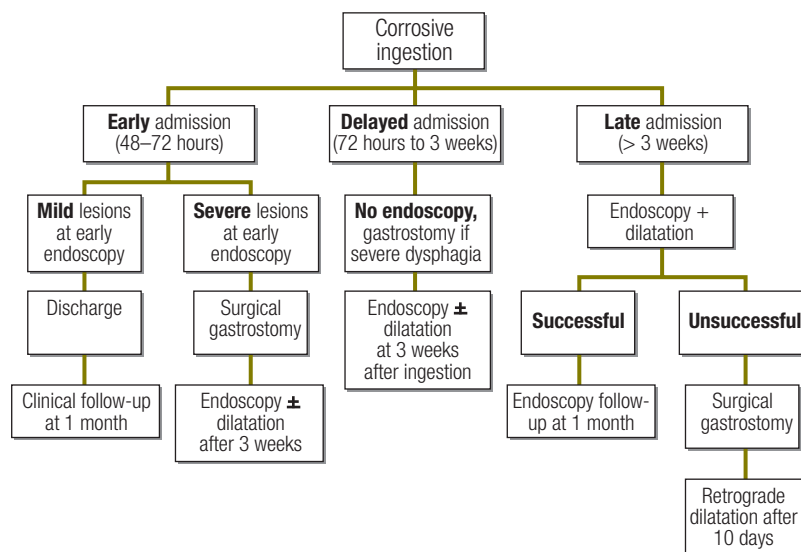 Corrosive
ingestion
Early admission
(48–72 hours)
Delayed admission
(72 hours to 3 weeks)
Late admission
(> 3 weeks)
Mild lesions
at early
endoscopy
Severe lesions
at early
endoscopy
No endoscopy,
gastrostomy if
severe dysphagia
Endoscopy +
dilatation
Discharge
Surgical
gastrostomy
Endoscopy ±
dilatation
at 3 weeks
after ingestion
Successful
Unsuccessful
Clinical follow-up
at 1 month
Endoscopy ±
dilatation
after 3 weeks
Endoscopy follow-
up at 1 month
Surgical
gastrostomy
Retrograde
dilatation after
10 days